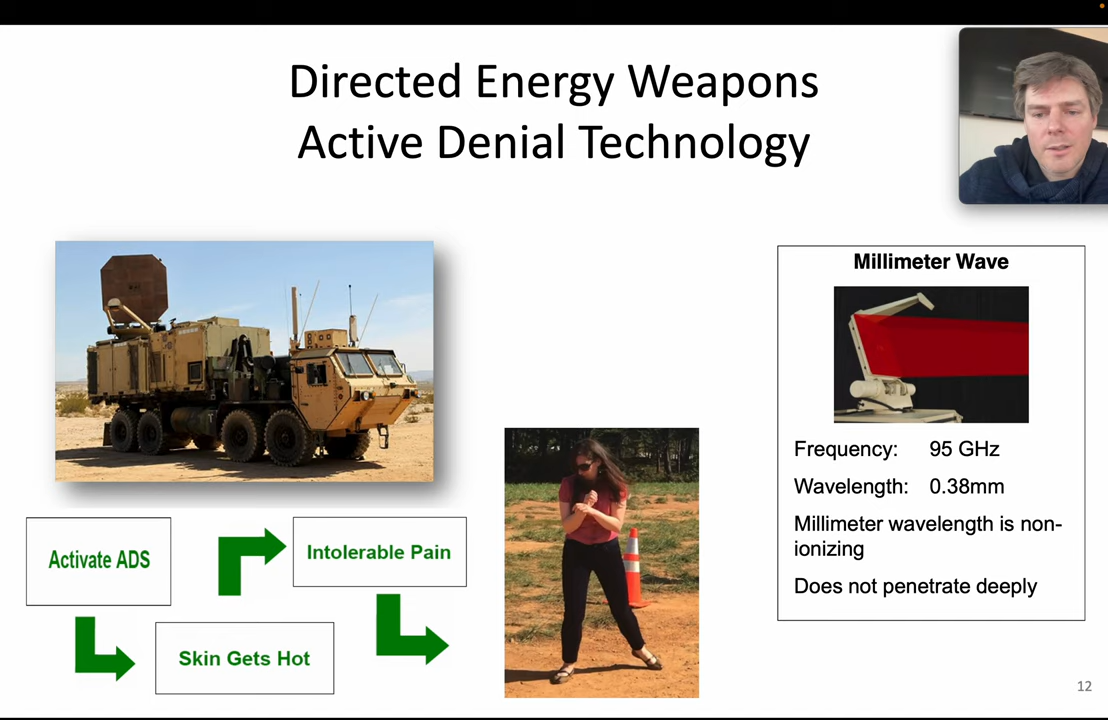 Directed Energy Weapons
Active Denial Technology
Millimeter Wave
Frequency: 95 GHz
Wavelength: 0.38mm
Millimeter wavelength is non-
ionizing
Does not penetrate deeply
Activate ADS
Intolerable Pain
Skin Gets Hot
12